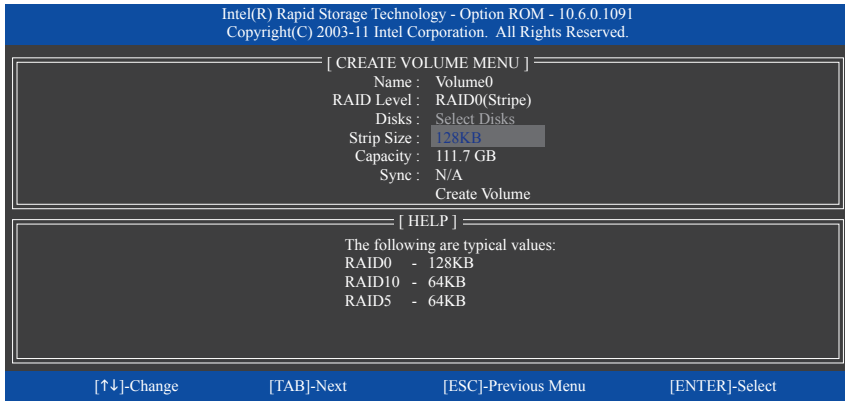 Intel(R) Rapid Storage Technology - Option ROM - 10.6.0.1091
Copyright(C) 2003-11 Intel Corporation. All Rights Reserved.
[ CREATE VOLUME MENU ]
Name : Volume0
RAID Level : RAID0(Stripe)
Disks : Select Disks
Strip Size : 128KB
Capacity : 111.7 GB
Sync : N/A
Create Volume
[ HELP ]
The following are typical values:
RAID0 - 128KB
RAID10 - 64KB
RAID5 - 64KB
[↑↓]-Change [TAB]-Next [ESC]-Previous Menu [ENTER]-Select